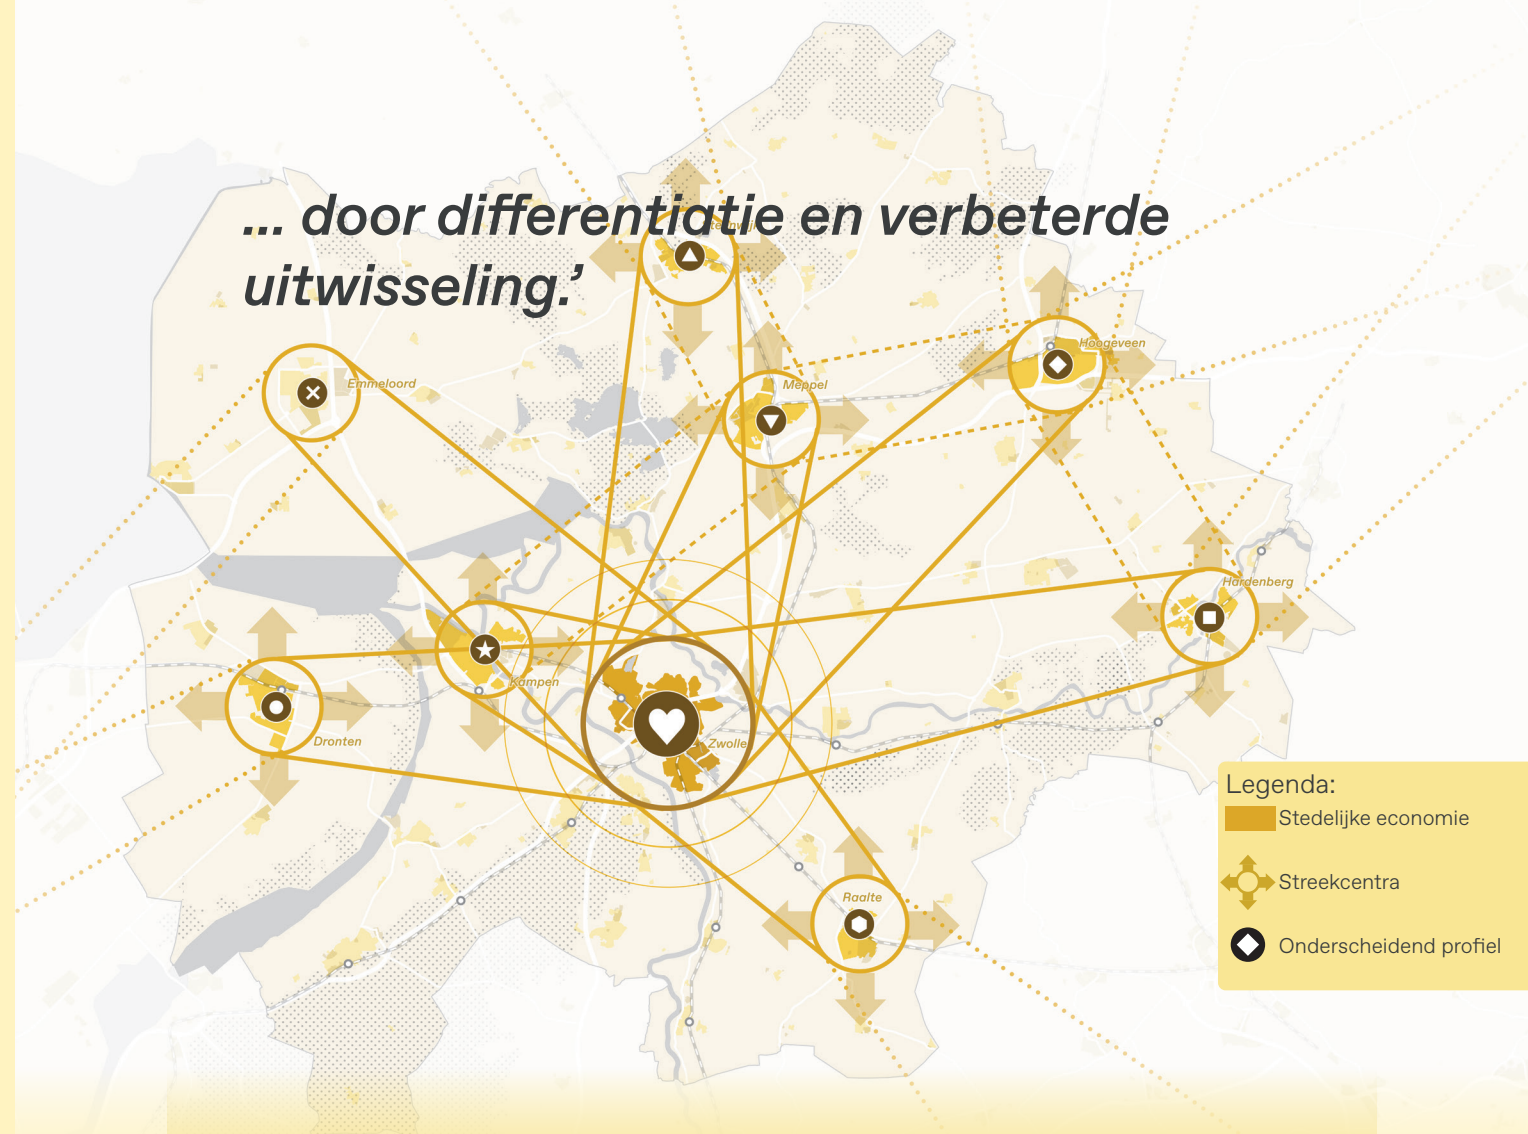 ... door differentiatie en verbeterde
uitwisseling.’
Steenwijk
Hoogeveen
Emmeloord
Meppel
Hardenberg
Kampen
Dronten
Zwolle
Raalte
Legenda:
Stedelijke economie
Streekcentra
Onderscheidend profiel